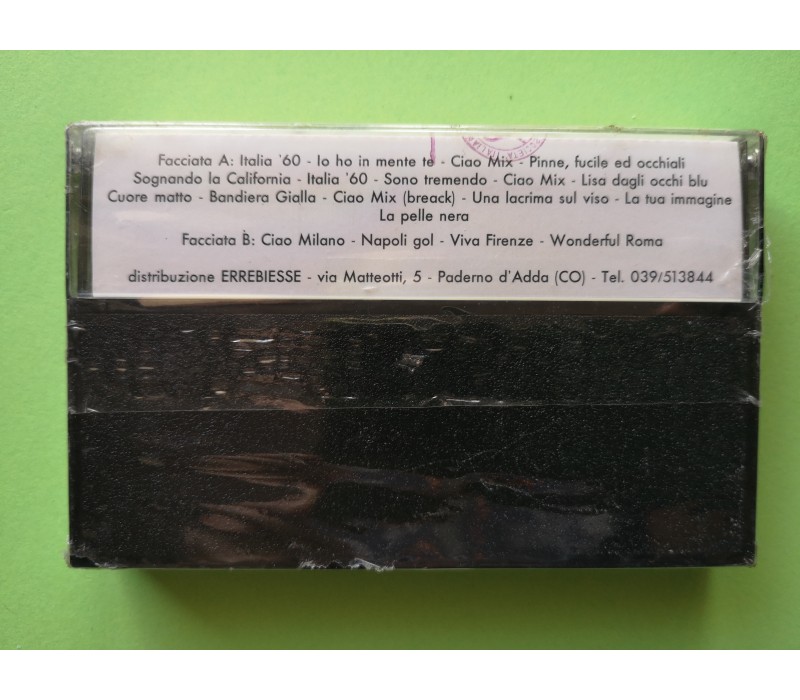 Facciata A: Italia '60 - Io ho in mente te - Ciao Mix - Pinne, fucile ed occhiali
Sognando la California - Italia '60 - Sono tremendo - Ciao Mix - Lisa dagli occhi blu
Cuore matto - Bandiera Gialla - Ciao Mix (breack) - Una lacrima sul viso - La tua immagine
La pelle nera
Facciata B: Ciao Milano - Napoli gol - Viva Firenze - Wonderful Roma
distribuzione ERREBIESSE - via Matteotti, 5 - Paderno d'Adda (CO) - Tel. 039/513844